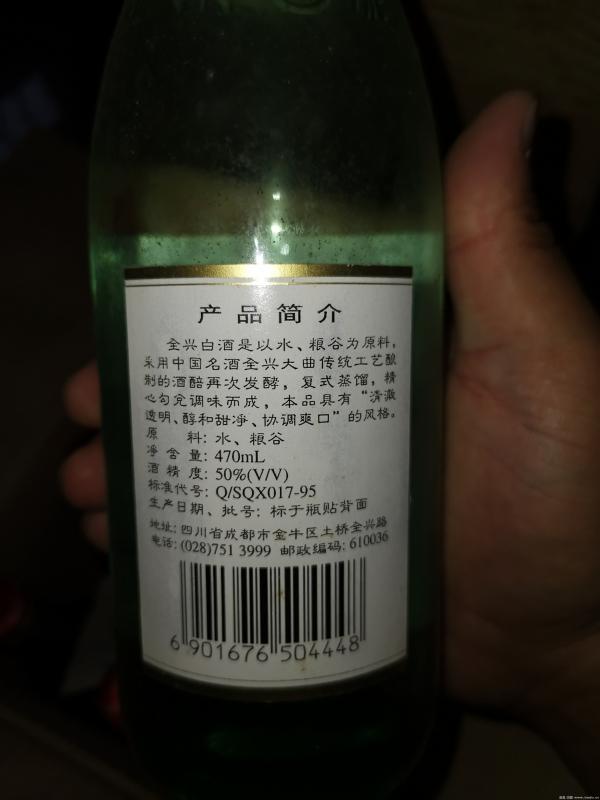 产品简介
全兴白酒是以水、粮谷为原料,
采用中国名酒全兴大曲传统工艺酿
制的酒醅再次发酵，复式蒸馏，精
心勾兑调味而成，本品具有“清澈
透明、醇和甜净、协调爽口”的风格。
原 料: 水、粮谷
净 含 量: 470mL
酒 精 度: 50%(V/V)
标准代号: Q/SQX017-95
生产日期、批号: 标于瓶贴背面
地址: 四川省成都市金牛区土桥全兴路
电话: (028)751 3999 邮政编码: 610036
6 901676 504448